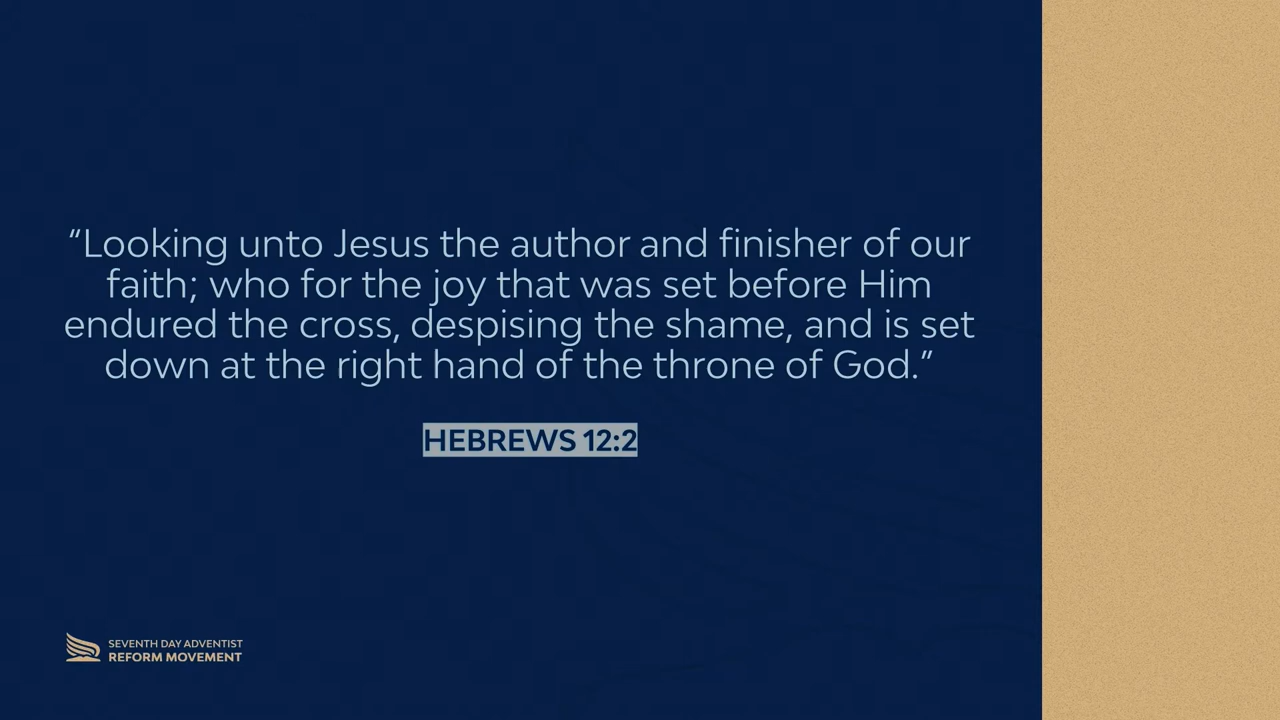 “Looking unto Jesus the author and finisher of our
faith; who for the joy that was set before Him
endured the cross, despising the shame, and is set
down at the right hand of the throne of God.”
HEBREWS 12:2
SEVENTH DAY ADVENTIST
REFORM MOVEMENT